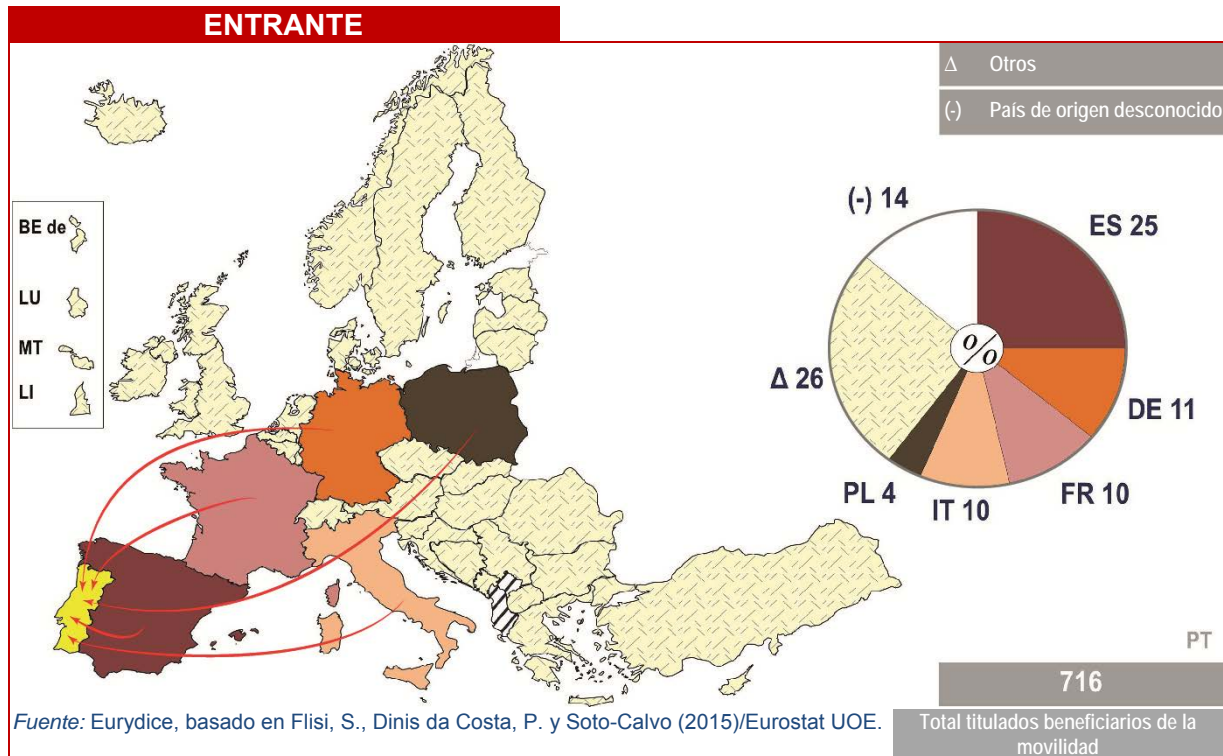 ENTRANTE
Δ Otros
(-) País de origen desconocido
BE de
LU
MT
LI
(-) 14
ES 25
Δ 26
%
DE 11
PL 4
IT 10
FR 10
PT
716
Total titulados beneficiarios de la
movilidad
Fuente: Eurydice, basado en Flisi, S., Dinis da Costa, P. y Soto-Calvo (2015)/Eurostat UOE.